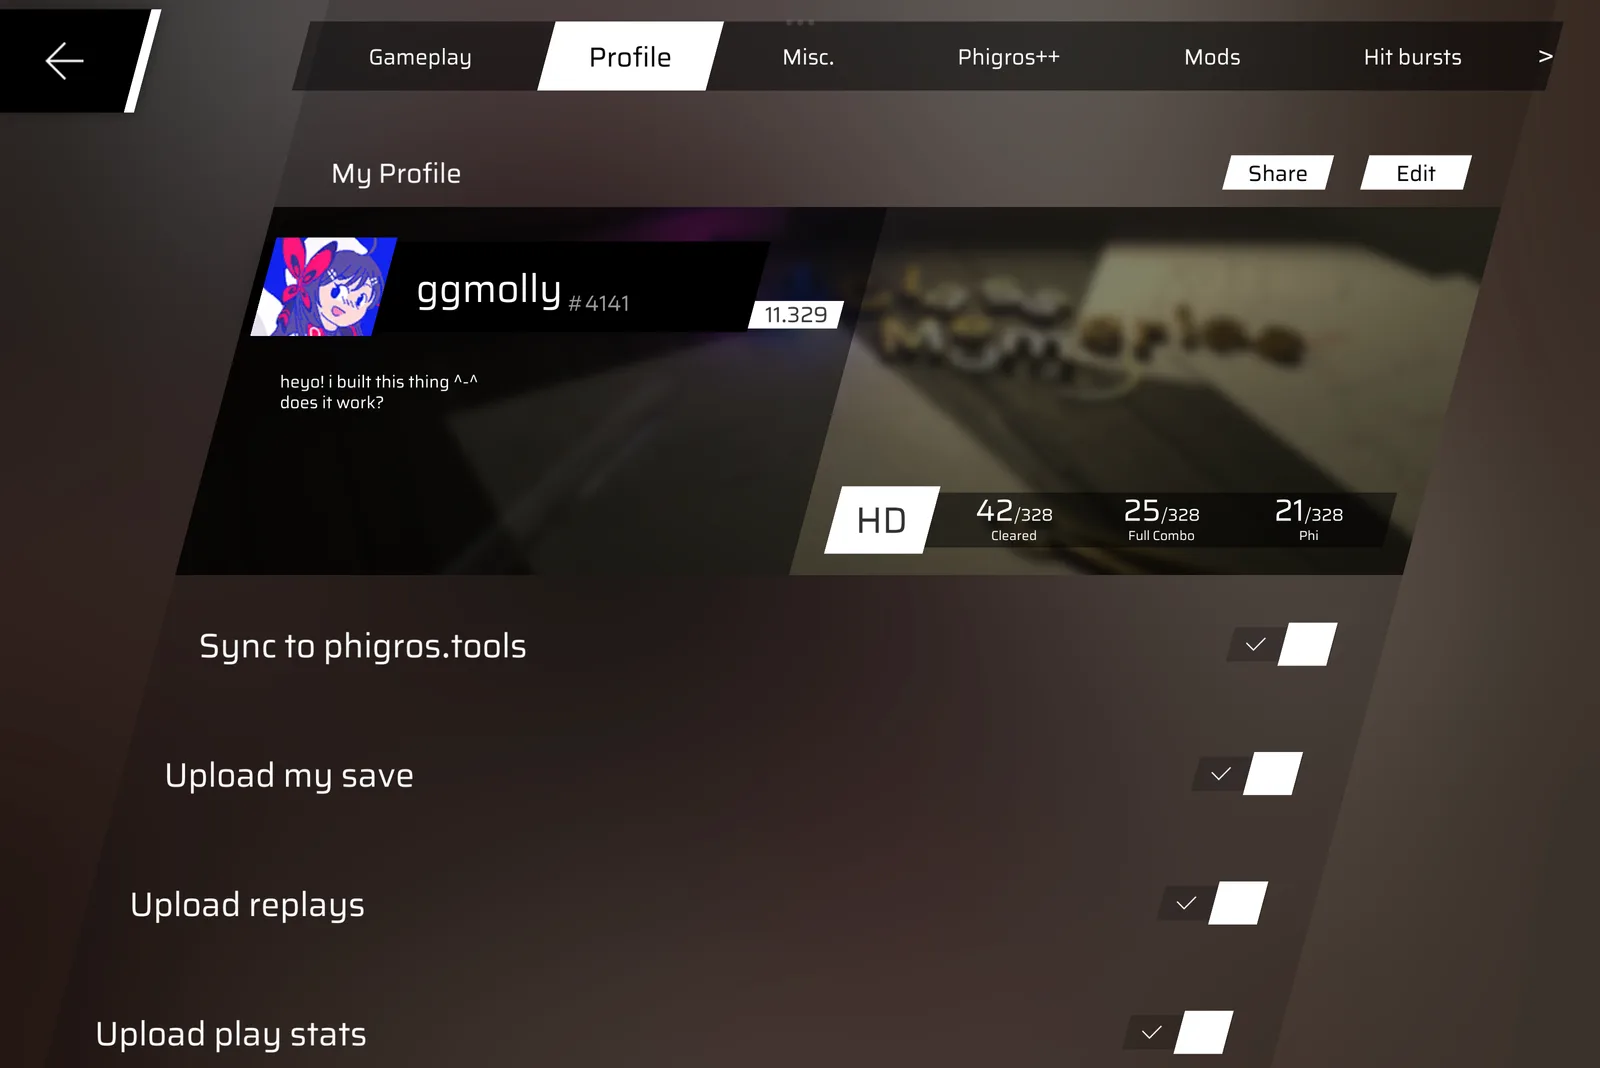 Gameplay
Profile
Misc.
Phigros++
Mods
Hit bursts
>
My Profile
Share
Edit
ggmolly #4141
11.329
heyo! i built this thing ^-^
does it work?
Memories
HD
42/328
Cleared
25/328
Full Combo
21/328
Phi
Sync to phigros.tools
Upload my save
Upload replays
Upload play stats